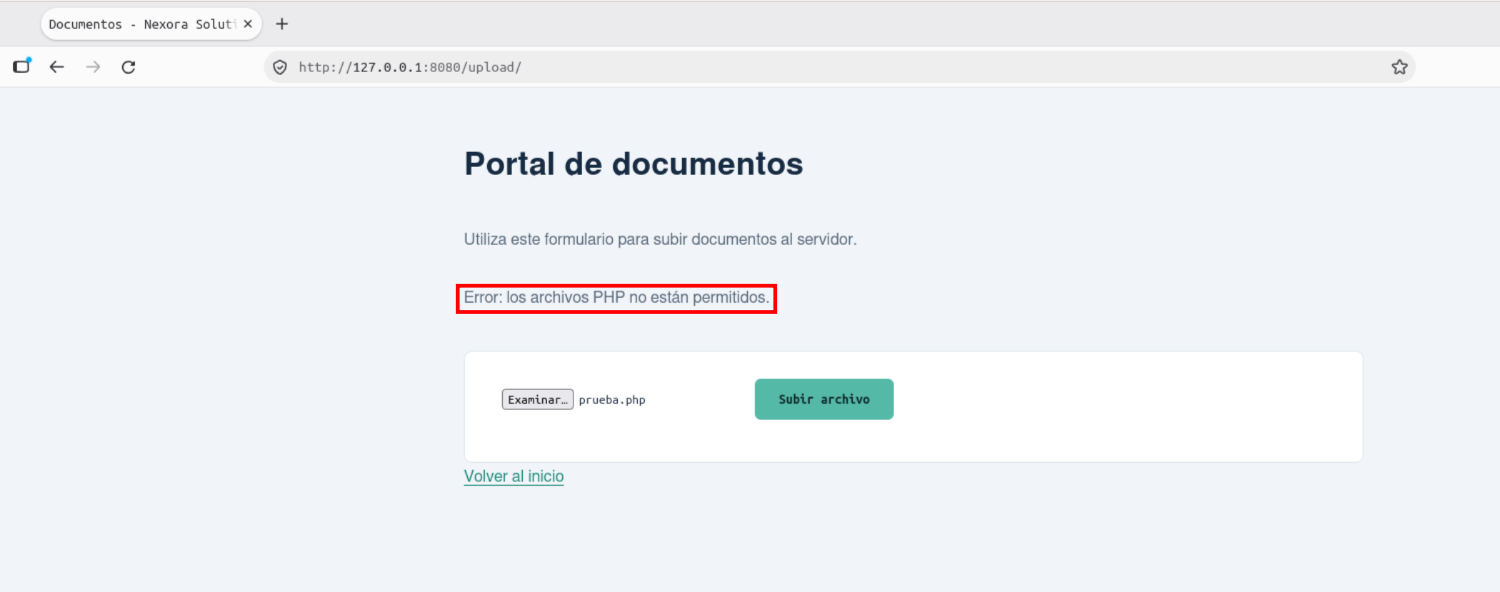 Documentos - Nexora Soluti
http://127.0.0.1:8080/upload/
Portal de documentos
Utiliza este formulario para subir documentos al servidor.
Error: los archivos PHP no están permitidos.
Examinar… prueba.php
Subir archivo
Volver al inicio